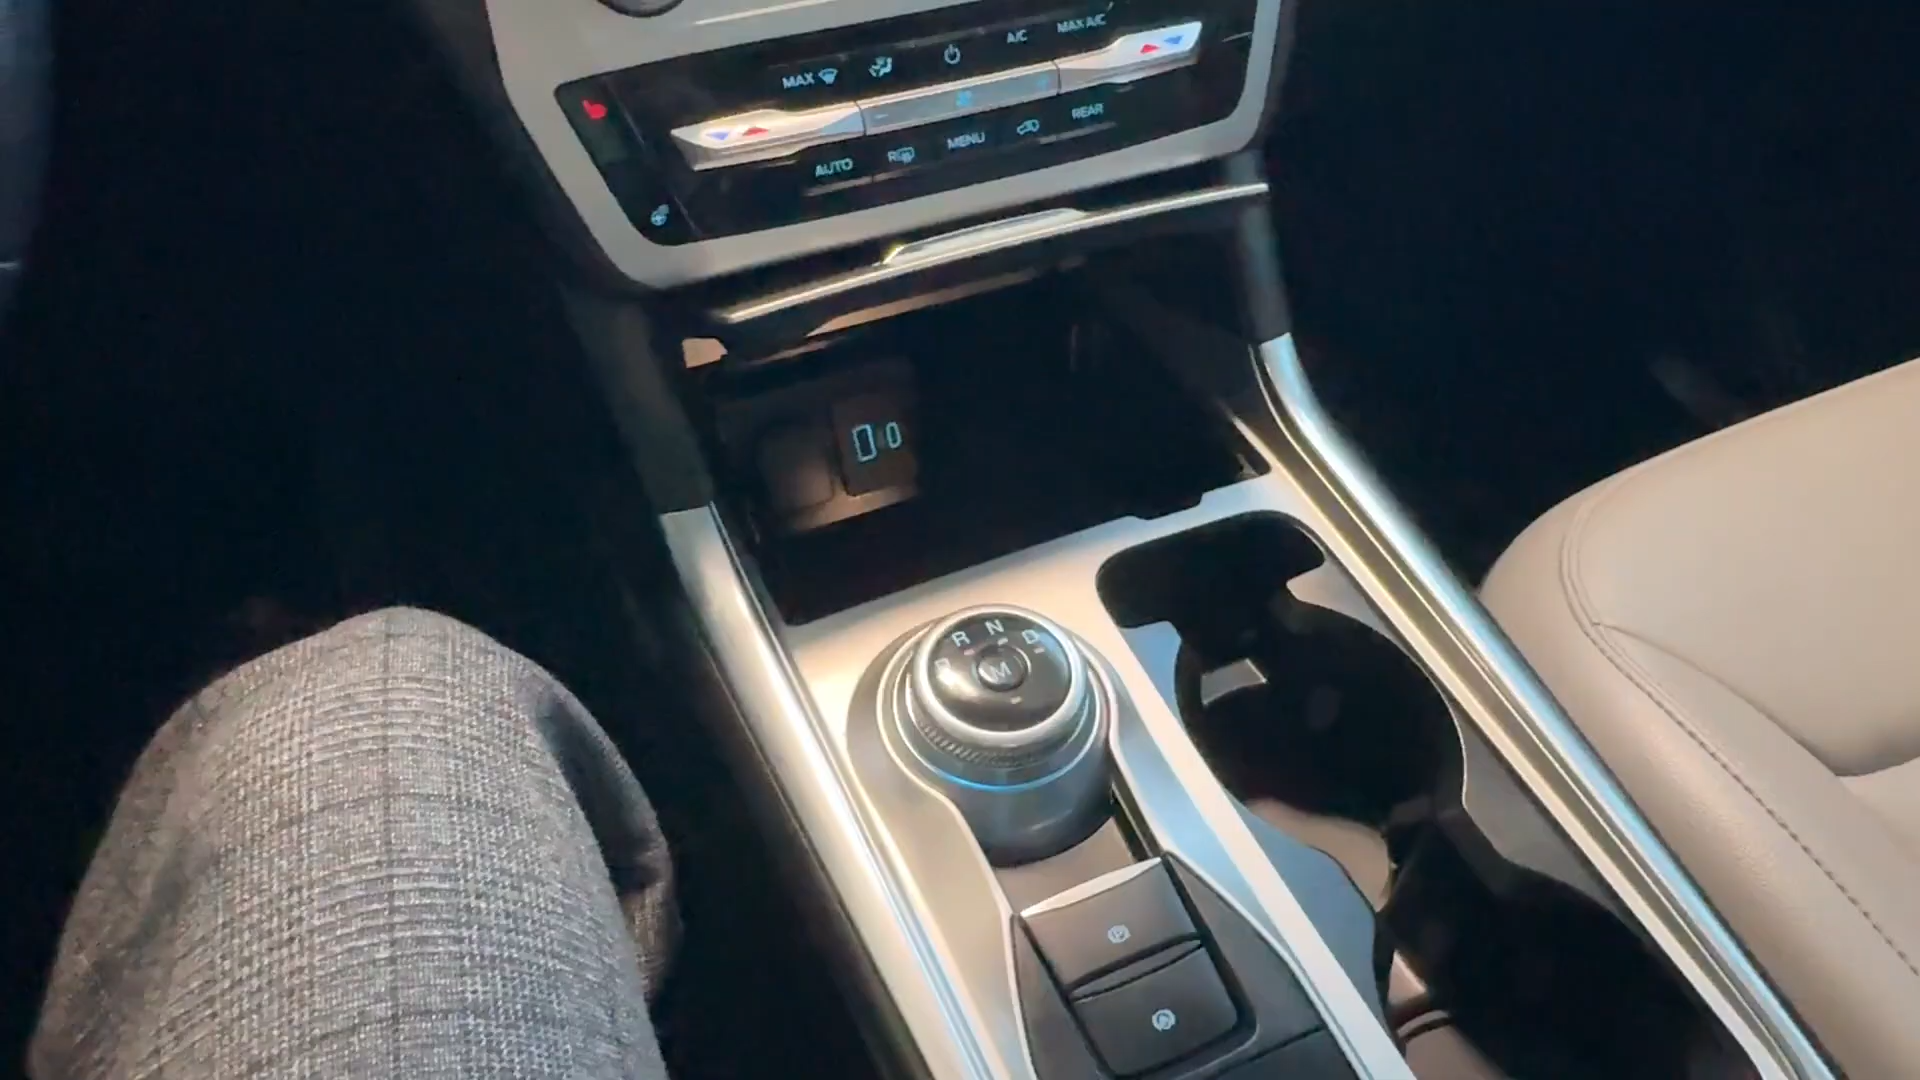 MAX
A/C
MAX A/C
AUTO
R
MENU
REAR
P R N D
M